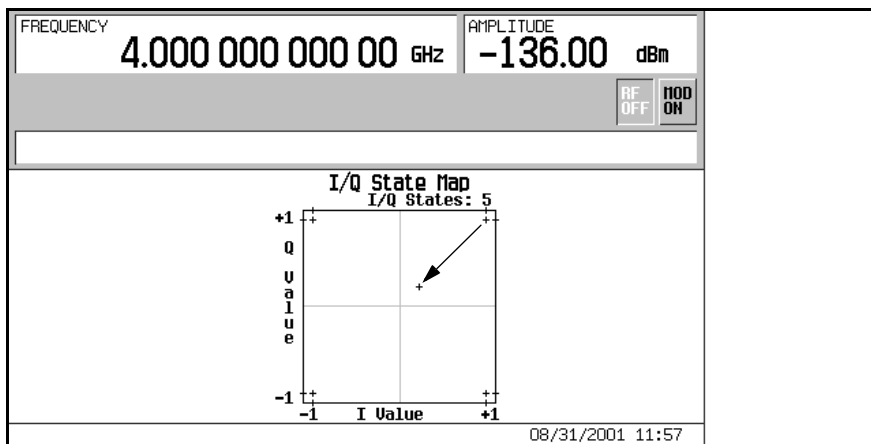 FREQUENCY
4.000 000 000 00 GHz
AMPLITUDE
-136.00 dBm
RF
OFF
MOD
ON
I/Q State Map
I/Q States: 5
+1
Q Value
-1
-1 I Value +1
08/31/2001 11:57